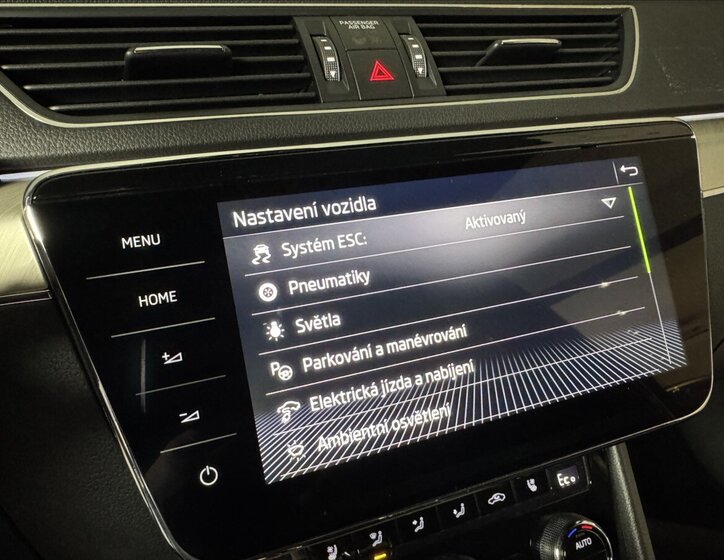 PASSENGER
AIR BAG
Nastavení vozidla
Systém ESC: Aktivovaný
Pneumatiky
Světla
Parkování a manévrování
Elektrická jízda a nabíjení
Ambientní osvětlení
MENU
HOME
+
-
Eco
AUTO